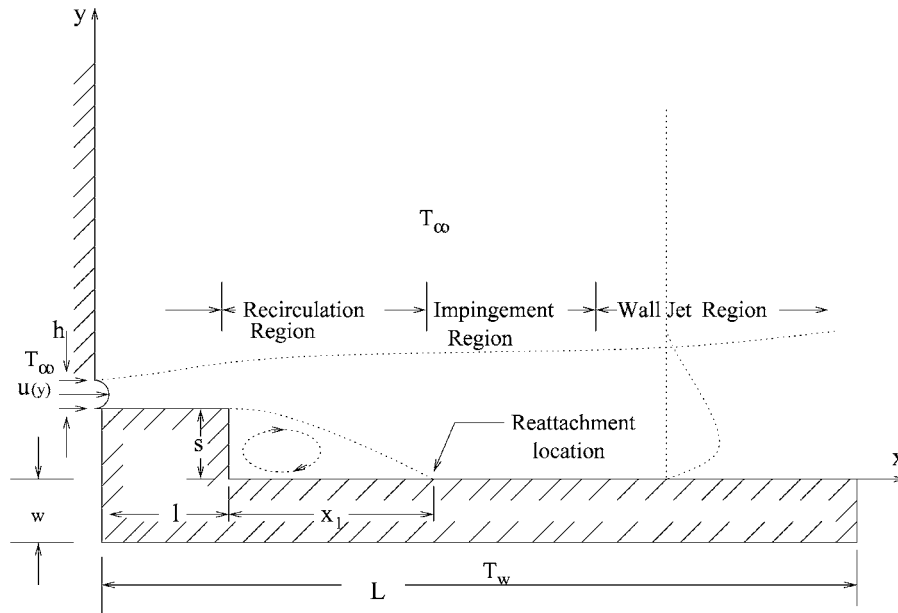 y
T∞
Recirculation Region
Impingement Region
Wall Jet Region
h
T∞
u(y)
s
Reattachment location
x
w
l
x1
Tw
L